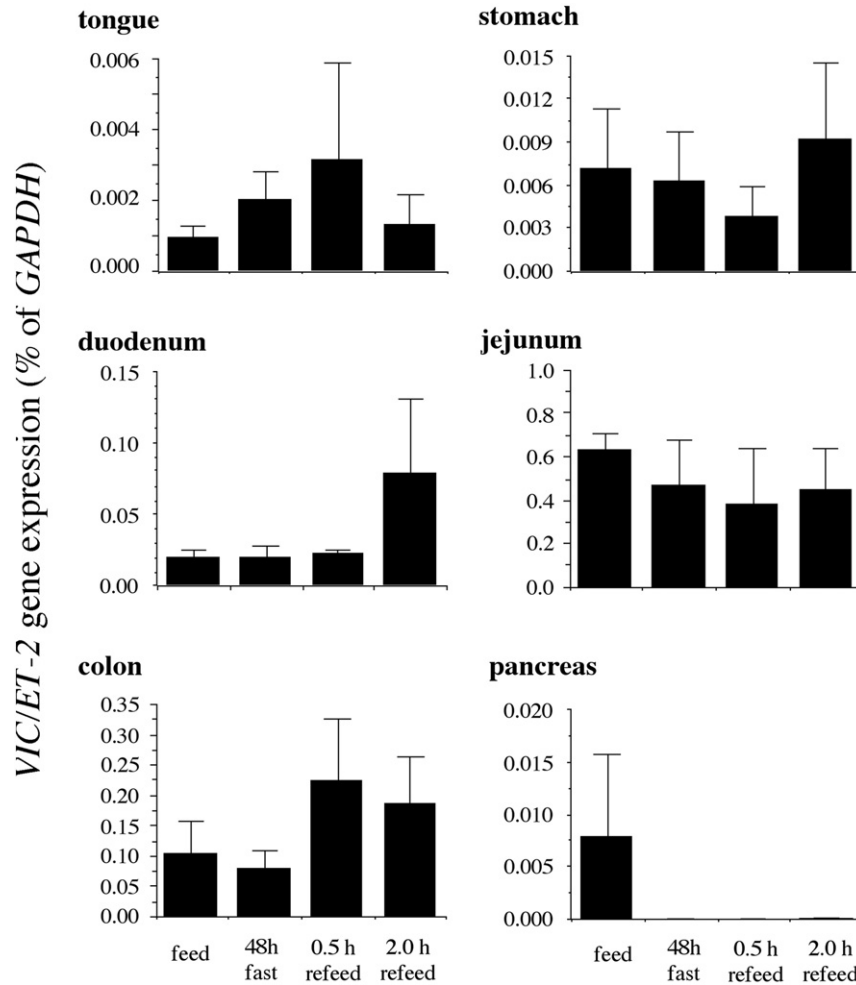 VIC/ET-2 gene expression (% of GAPDH)
tongue
0.006
0.004
0.002
0.000
stomach
0.015
0.012
0.009
0.006
0.003
0.000
duodenum
0.15
0.10
0.05
0.00
jejunum
1.0
0.8
0.6
0.4
0.2
0.0
colon
0.35
0.30
0.25
0.20
0.15
0.10
0.05
0.00
feed
48h
fast
0.5 h
refeed
2.0 h
refeed
pancreas
0.020
0.015
0.010
0.005
0.000
feed
48h
fast
0.5 h
refeed
2.0 h
refeed